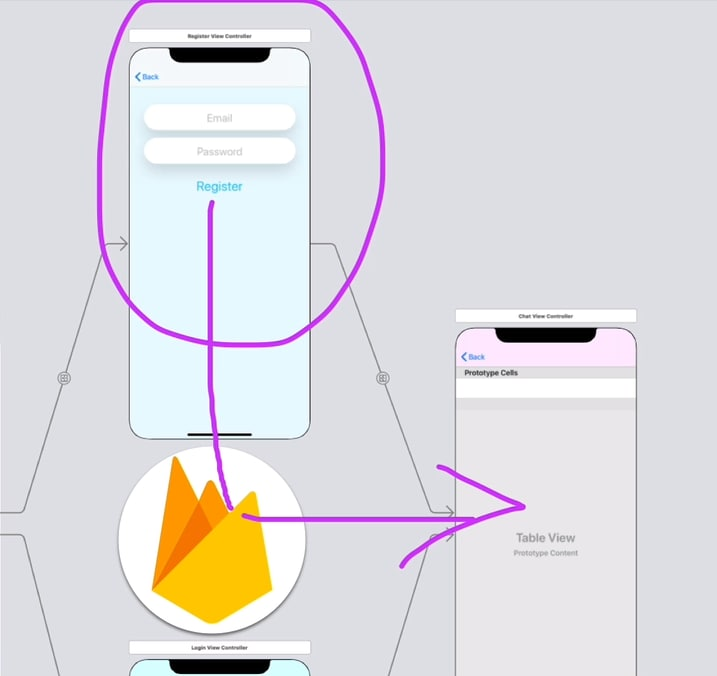 Register View Controller
Back
Email
Password
Register
Chat View Controller
Back
Prototype Cells
Table View
Prototype Content
Login View Controller